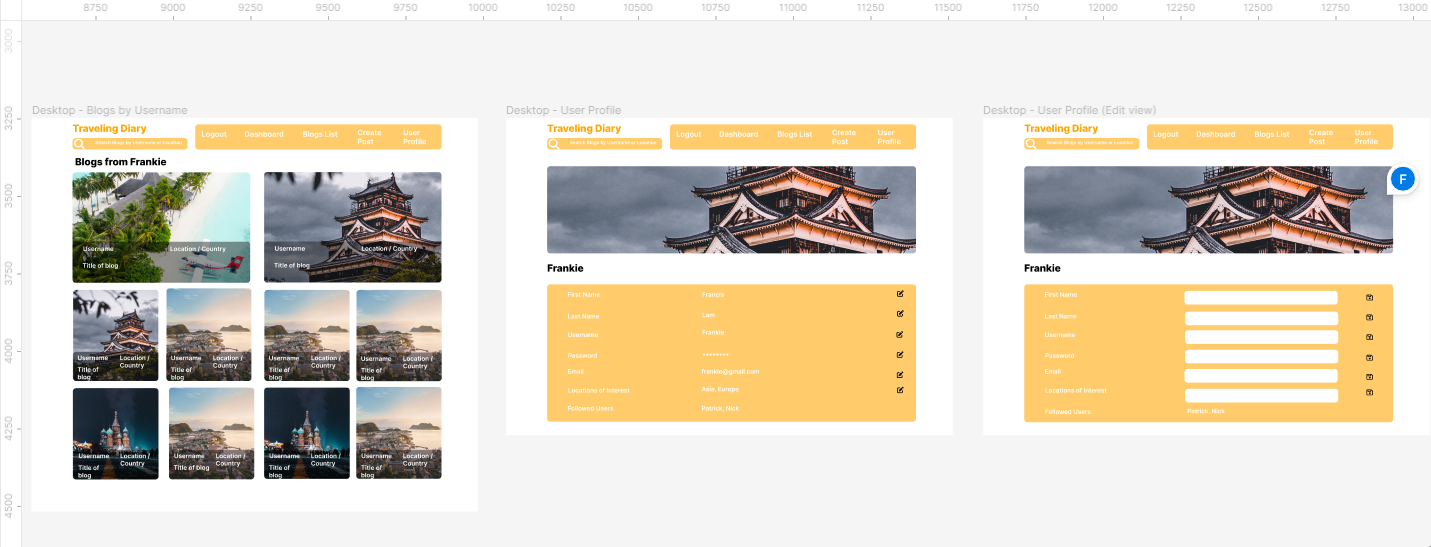 8750 9000 9250 9500 9750 10000 10250 10500 10750 11000 11250 11500 11750 12000 12250 12500 12750 13000
3000
3250
3500
3750
4000
4250
4500
Desktop - Blogs by Username
Traveling Diary
Search Blogs by Username or Location
Logout Dashboard Blogs List Create Post User Profile
Blogs from Frankie
Username Location / Country
Title of blog
Username Location / Country
Title of blog
Username Location / Country
Title of blog
Username Location / Country
Title of blog
Username Location / Country
Title of blog
Username Location / Country
Title of blog
Username Location / Country
Title of blog
Username Location / Country
Title of blog
Username Location / Country
Title of blog
Username Location / Country
Title of blog
Desktop - User Profile
Traveling Diary
Search Blogs by Username or Location
Logout Dashboard Blogs List Create Post User Profile
Frankie
First Name Francis
Last Name Lam
Username Frankie
Password ********
Email frankie@gmail.com
Locations of Interest Asia, Europe
Followed Users Patrick, Nick
Desktop - User Profile (Edit view)
Traveling Diary
Search Blogs by Username or Location
Logout Dashboard Blogs List Create Post User Profile
F
Frankie
First Name
Last Name
Username
Password
Email
Locations of Interest
Followed Users Patrick, Nick